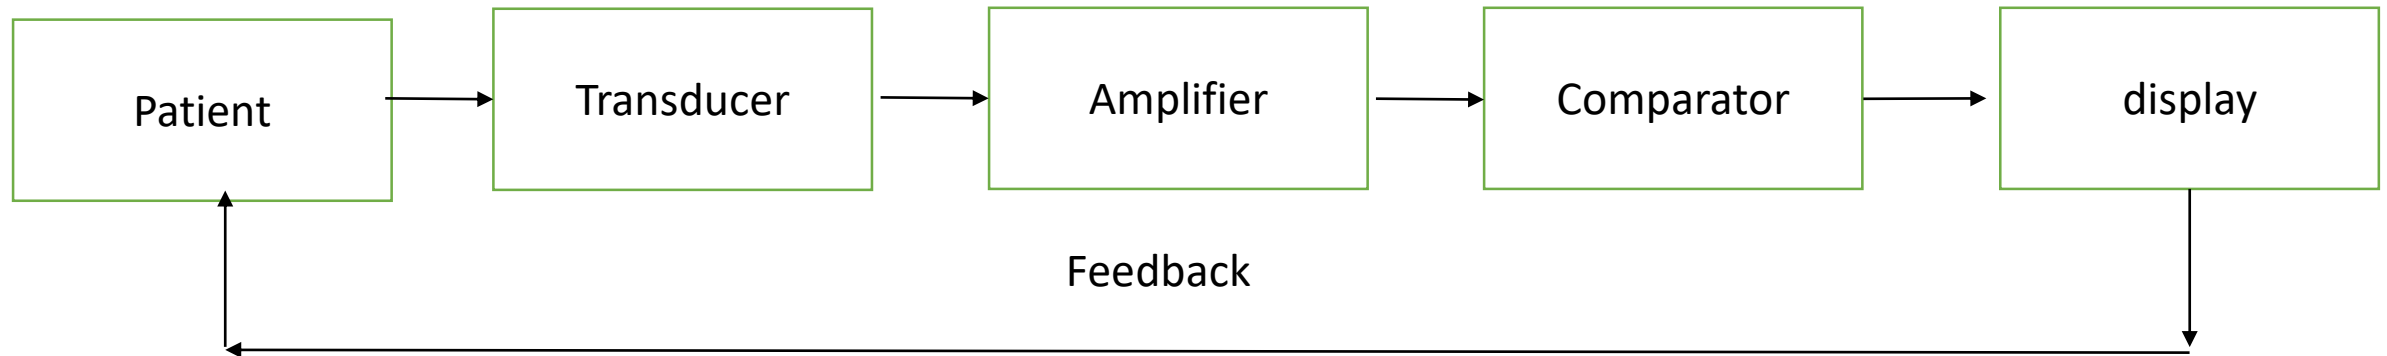 Patient
Transducer
Amplifier
Comparator
display
Feedback